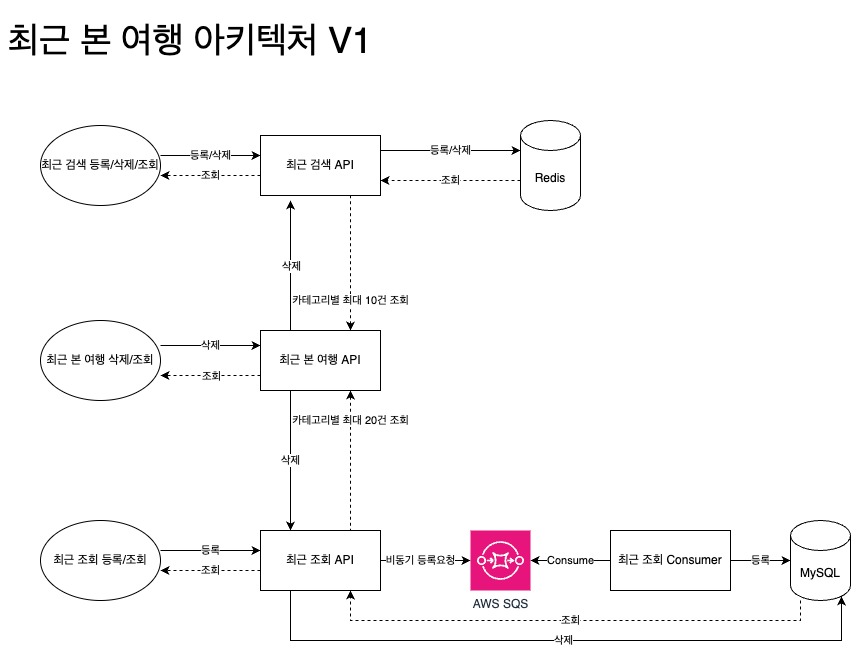 최근 본 여행 아키텍처 V1
최근 검색 등록/삭제/조회
등록/삭제
조회
최근 검색 API
등록/삭제
조회
Redis
삭제
카테고리별 최대 10건 조회
최근 본 여행 삭제/조회
삭제
조회
최근 본 여행 API
카테고리별 최대 20건 조회
삭제
최근 조회 등록/조회
등록
조회
최근 조회 API
비동기 등록요청
AWS SQS
Consume
최근 조회 Consumer
등록
MySQL
조회
삭제